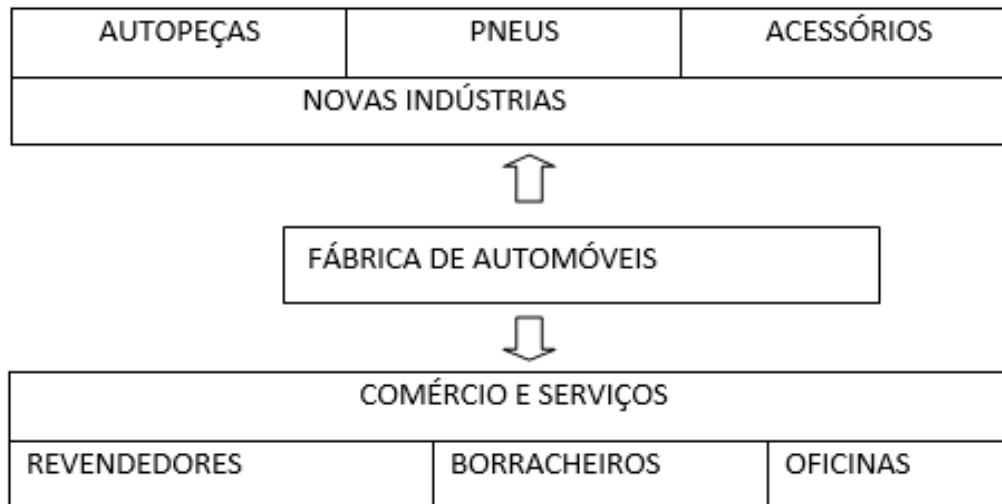 AUTOPEÇAS PNEUS ACESSÓRIOS
NOVAS INDÚSTRIAS
FÁBRICA DE AUTOMÓVEIS
COMÉRCIO E SERVIÇOS
REVENDEDORES BORRACHEIROS OFICINAS